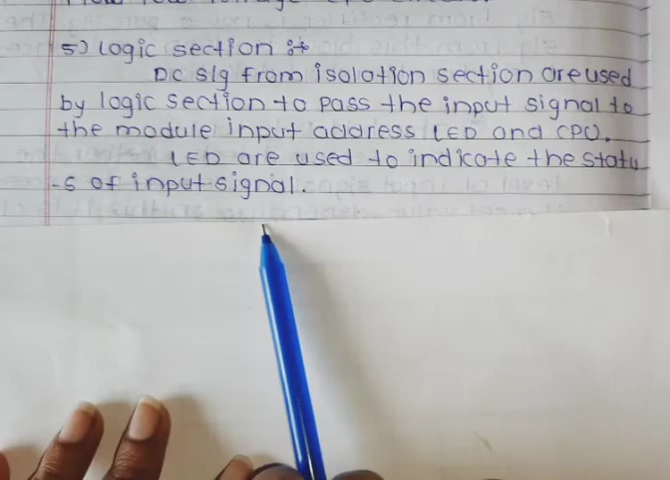 5) Logic section :+
DC sig from isolation section are used
by logic section to pass the input signal to
the module input address LED and CPU.
LED are used to indicate the statu
-s of input signal.